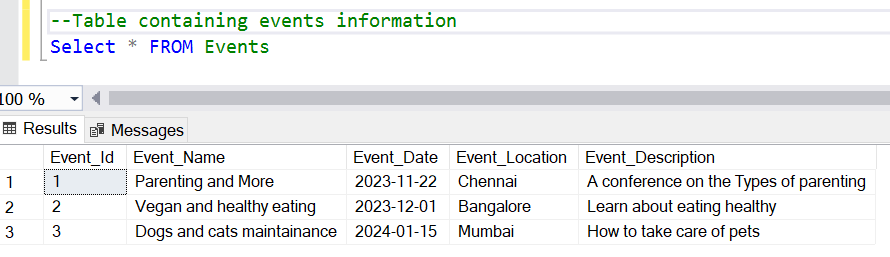 --Table containing events information
Select * FROM Events
100 %
Results Messages
Event_Id Event_Name Event_Date Event_Location Event_Description
1 1 Parenting and More 2023-11-22 Chennai A conference on the Types of parenting
2 2 Vegan and healthy eating 2023-12-01 Bangalore Learn about eating healthy
3 3 Dogs and cats maintainance 2024-01-15 Mumbai How to take care of pets